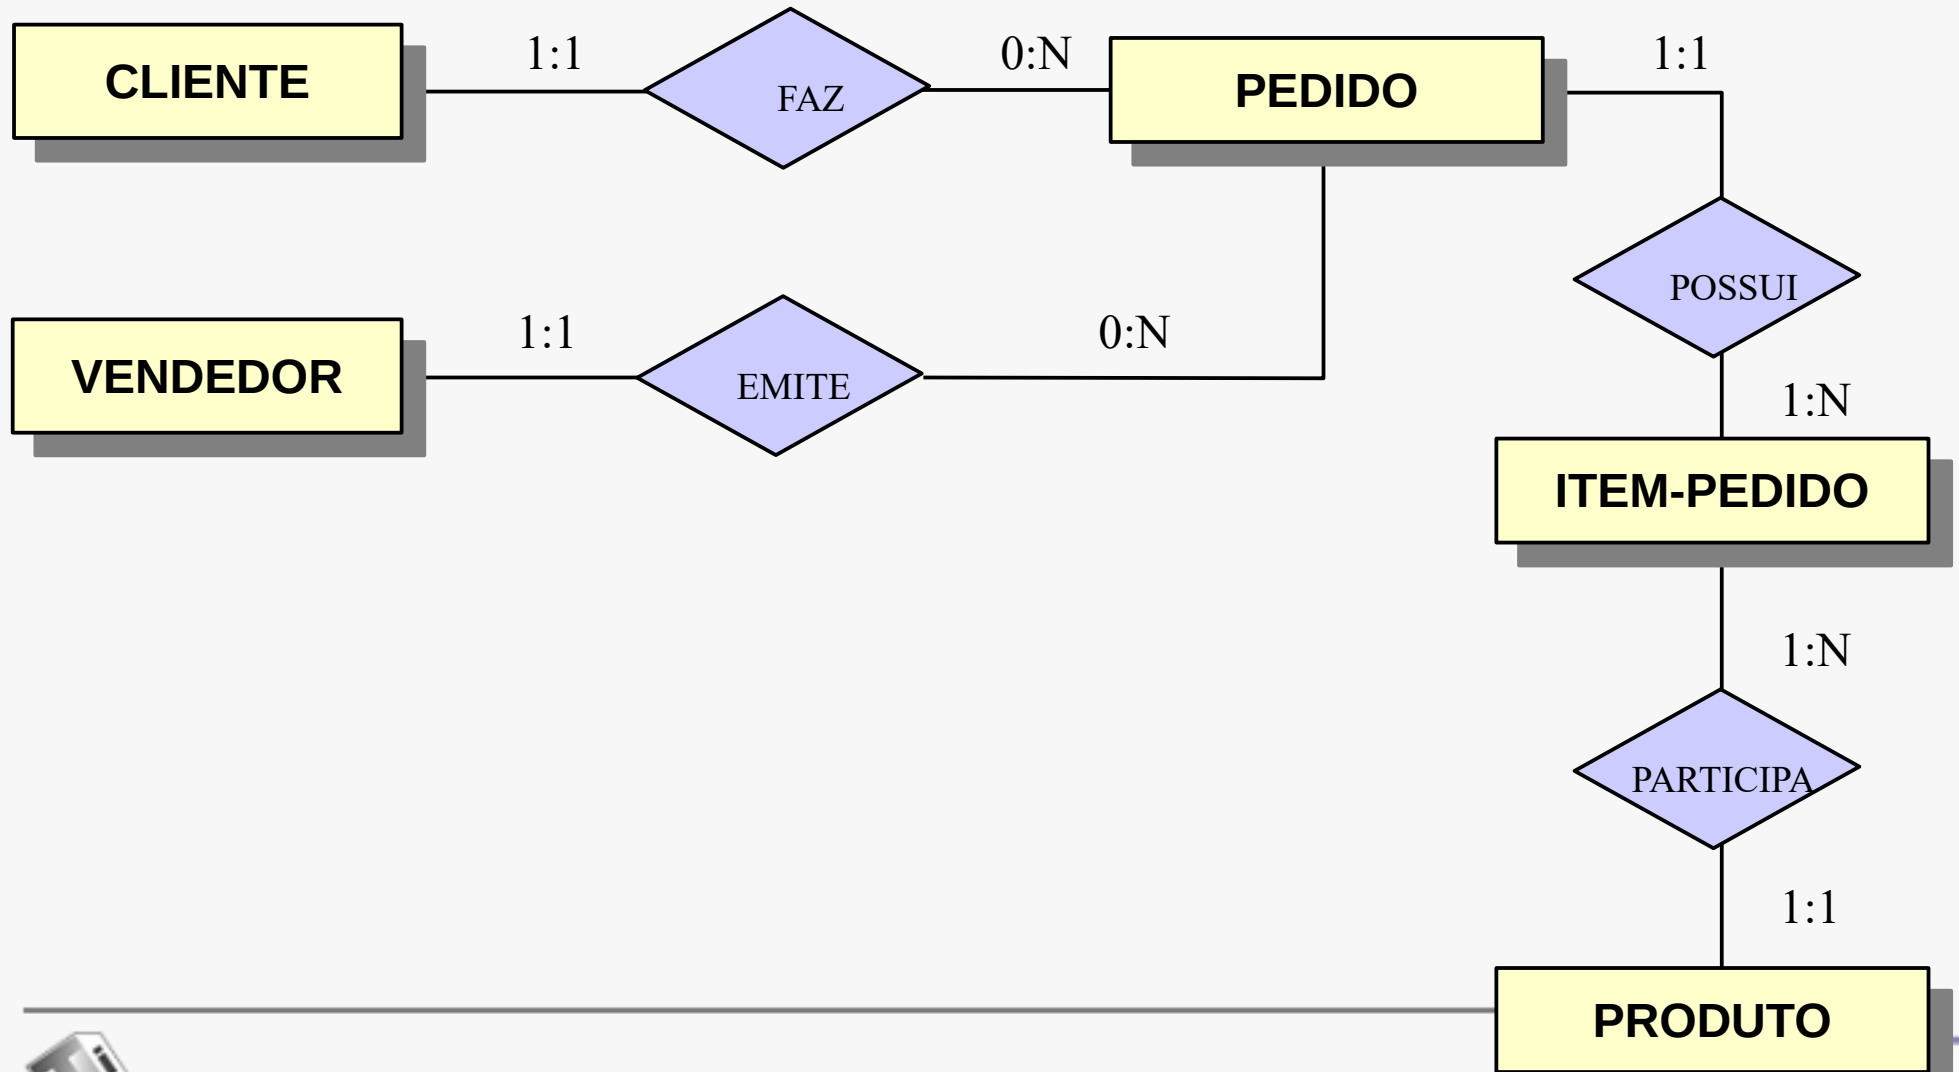 CLIENTE
1:1
FAZ
0:N
PEDIDO
1:1
POSSUI
VENDEDOR
1:1
EMITE
0:N
1:N
ITEM-PEDIDO
1:N
PARTICIPA
1:1
PRODUTO